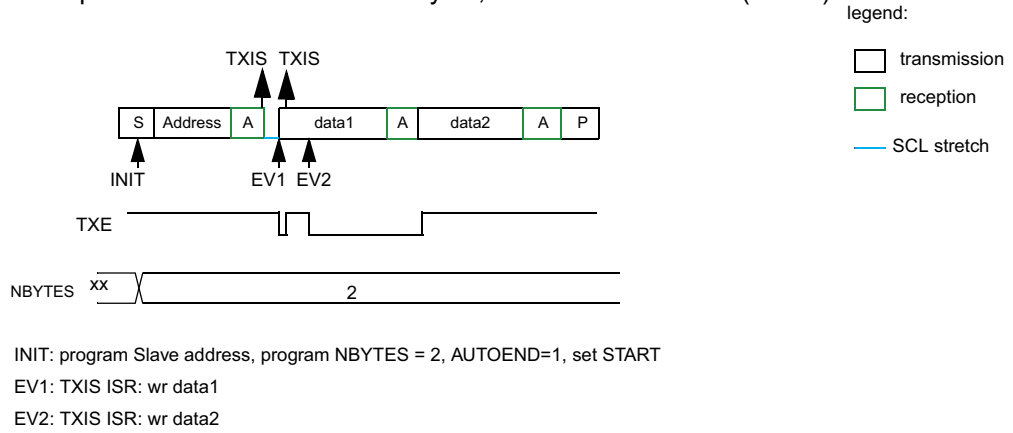 legend:
transmission
reception
SCL stretch
TXIS TXIS
S Address A data1 A data2 A P
INIT EV1 EV2
TXE
NBYTES xx 2
INIT: program Slave address, program NBYTES = 2, AUTOEND=1, set START
EV1: TXIS ISR: wr data1
EV2: TXIS ISR: wr data2